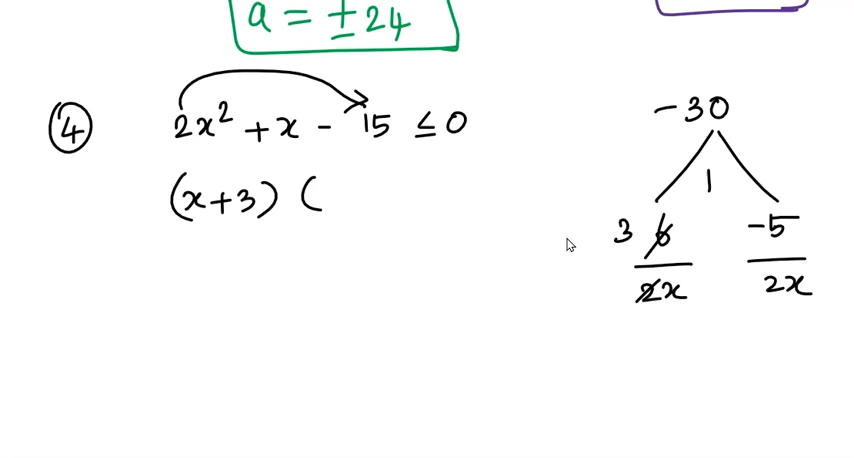 a = ±24
④ 2x² + x - 15 ≤ 0
(x+3) (
-30
1
3 6 -5
2x 2x